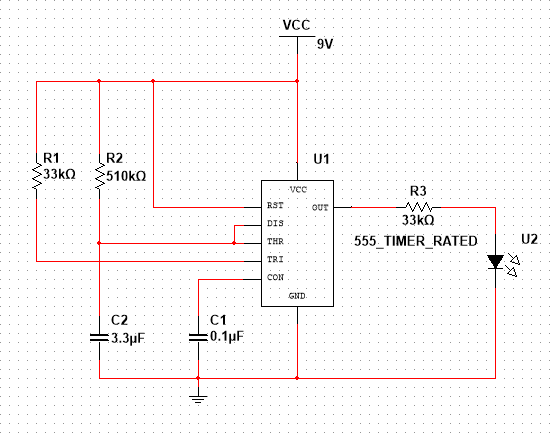 VCC
9V
R1
33kΩ
R2
510kΩ
U1
VCC
RST
DIS
THR
TRI
CON
OUT
GND
R3
33kΩ
555_TIMER_RATED
U2
C2
3.3µF
C1
0.1µF